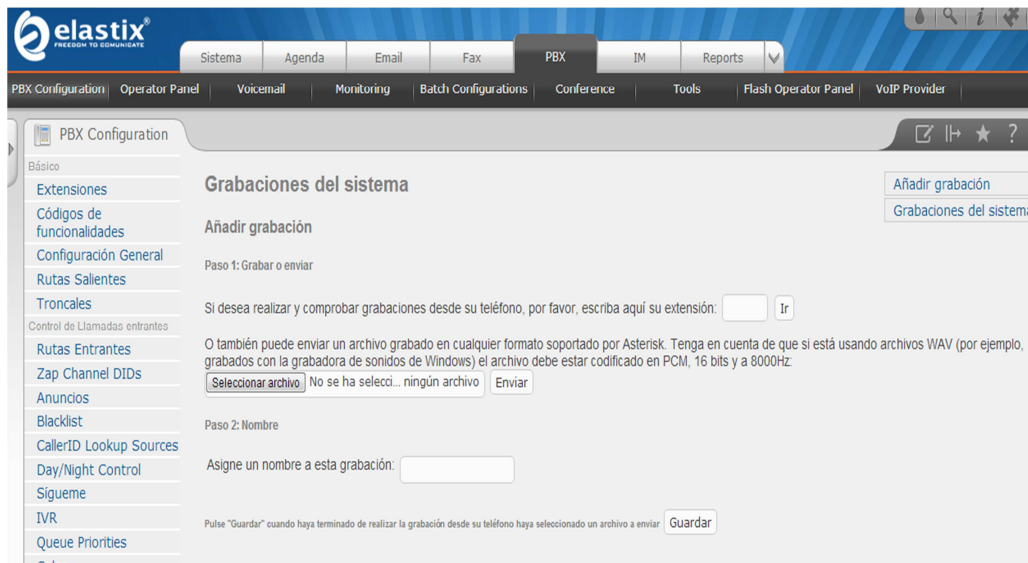 elastix®
FREEDOM TO COMUNICATE
Sistema Agenda Email Fax PBX IM Reports
PBX Configuration Operator Panel Voicemail Monitoring Batch Configurations Conference Tools Flash Operator Panel VoIP Provider
PBX Configuration
Básico
Extensiones
Códigos de
funcionalidades
Configuración General
Rutas Salientes
Troncales
Control de Llamadas entrantes
Rutas Entrantes
Zap Channel DIDs
Anuncios
Blacklist
CallerID Lookup Sources
Day/Night Control
Sígueme
IVR
Queue Priorities
Grabaciones del sistema
Añadir grabación
Paso 1: Grabar o enviar
Si desea realizar y comprobar grabaciones desde su teléfono, por favor, escriba aquí su extensión: Ir
O también puede enviar un archivo grabado en cualquier formato soportado por Asterisk. Tenga en cuenta de que si está usando archivos WAV (por ejemplo,
grabados con la grabadora de sonidos de Windows) el archivo debe estar codificado en PCM, 16 bits y a 8000Hz:
Seleccionar archivo No se ha selecci... ningún archivo Enviar
Paso 2: Nombre
Asigne un nombre a esta grabación:
Pulse "Guardar" cuando haya terminado de realizar la grabación desde su teléfono haya seleccionado un archivo a enviar Guardar
Añadir grabación
Grabaciones del sistema